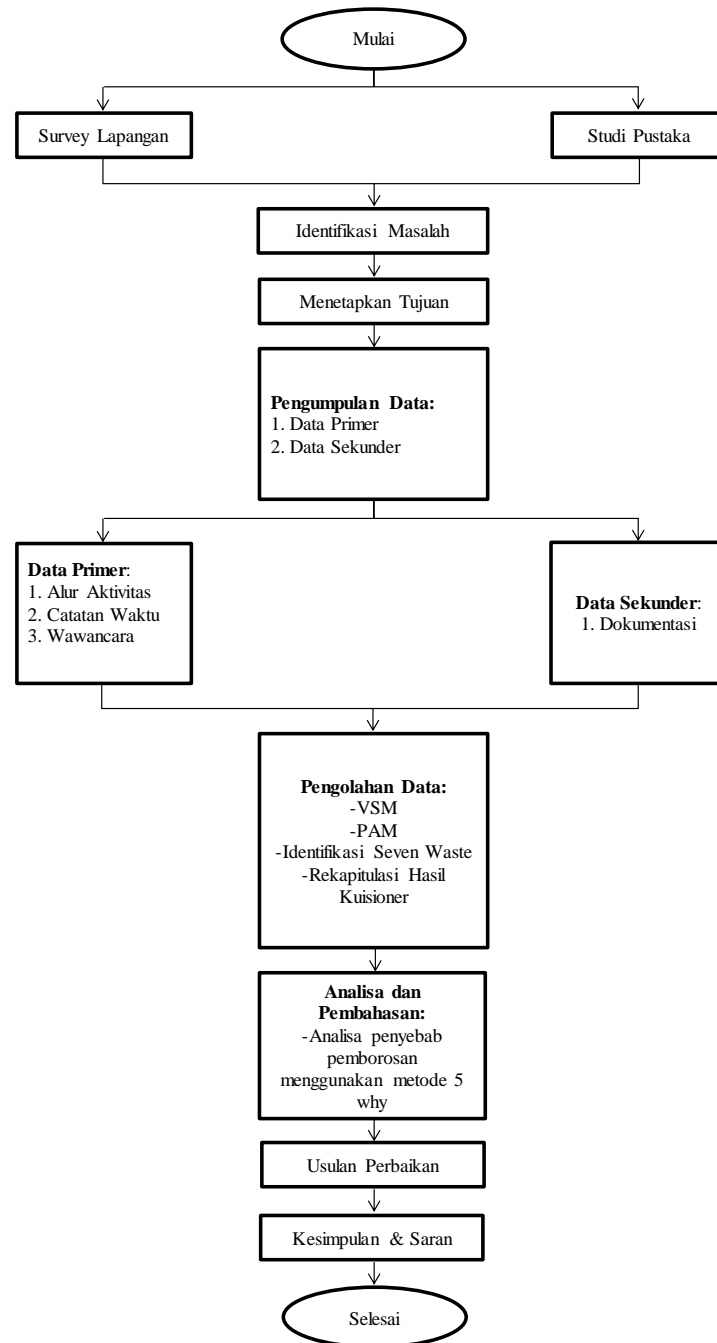 Mulai
Survey Lapangan
Studi Pustaka
Identifikasi Masalah
Menetapkan Tujuan
Pengumpulan Data:
1. Data Primer
2. Data Sekunder
Data Primer:
1. Alur Aktivitas
2. Catatan Waktu
3. Wawancara
Data Sekunder:
1. Dokumentasi
Pengolahan Data:
-VSM
-PAM
-Identifikasi Seven Waste
-Rekapitulasi Hasil
Kuisioner
Analisa dan
Pembahasan:
-Analisa penyebab
pemborosan
menggunakan metode 5
why
Usulan Perbaikan
Kesimpulan & Saran
Selesai